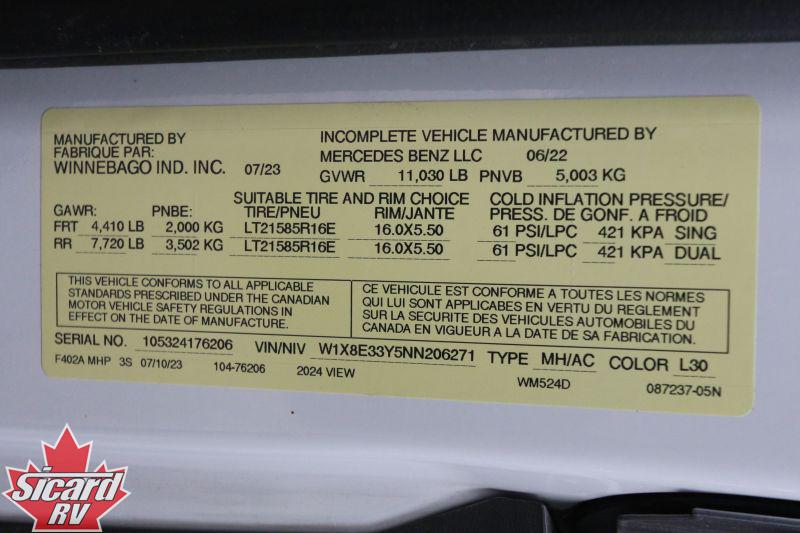 MANUFACTURED BY
FABRIQUE PAR:
WINNEBAGO IND. INC. 07/23
INCOMPLETE VEHICLE MANUFACTURED BY
MERCEDES BENZ LLC 06/22
GVWR 11,030 LB PNVB 5,003 KG
GAWR: PNBE:
FRT 4,410 LB 2,000 KG
RR 7,720 LB 3,502 KG
SUITABLE TIRE AND RIM CHOICE
TIRE/PNEU RIM/JANTE
LT21585R16E 16.0X5.50
LT21585R16E 16.0X5.50
COLD INFLATION PRESSURE/
PRESS. DE GONF. A FROID
61 PSI/LPC 421 KPA SING
61 PSI/LPC 421 KPA DUAL
THIS VEHICLE CONFORMS TO ALL APPLICABLE
STANDARDS PRESCRIBED UNDER THE CANADIAN
MOTOR VEHICLE SAFETY REGULATIONS IN
EFFECT ON THE DATE OF MANUFACTURE.
CE VEHICULE EST CONFORME A TOUTES LES NORMES
QUI LUI SONT APPLICABES EN VERTU DU REGLEMENT
SUR LA SECURITE DES VEHICULES AUTOMOBILES DU
CANADA EN VIGUEUR A LA DATE DE SA FABRICATION.
SERIAL NO. 105324176206 VIN/NIV W1X8E33Y5NN206271 TYPE MH/AC COLOR L30
F402A MHP 3S 07/10/23 104-76206 2024 VIEW WM524D 087237-05N
Sicard
RV